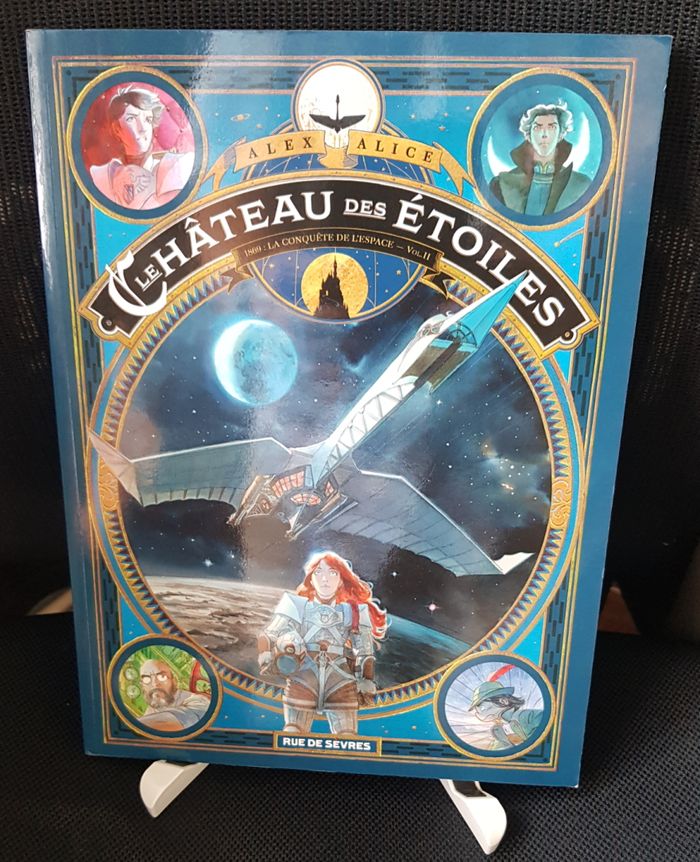 ALEX ALICE
LE CHÂTEAU DES ÉTOILES
1869 : LA CONQUÊTE DE L'ESPACE — VOL. II
RUE DE SEVRES